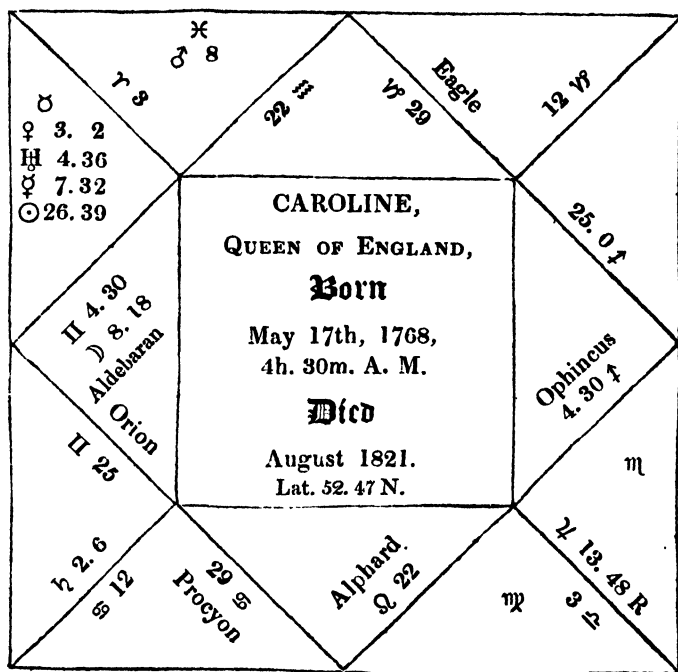 ♓
♂ 8
♈ 3
22 ♒
♑ 29
Eagle
12 ♑
♉
♀ 3. 2
♅ 4.36
☿ 7.32
☉ 26.39
25. 0 ♐
CAROLINE,
QUEEN OF ENGLAND,
Born
May 17th, 1768,
4h. 30m. A. M.
Died
August 1821.
Lat. 52. 47 N.
♊ 4. 30
☽ 8. 18
Aldebaran
Orion
♊ 25
Ophincus
4. 30 ♐
♏
♄ 2. 6
♋ 12
29 ♋
Procyon
Alphard.
♌ 22
♍
♃ 13. 48 R
3 ♎